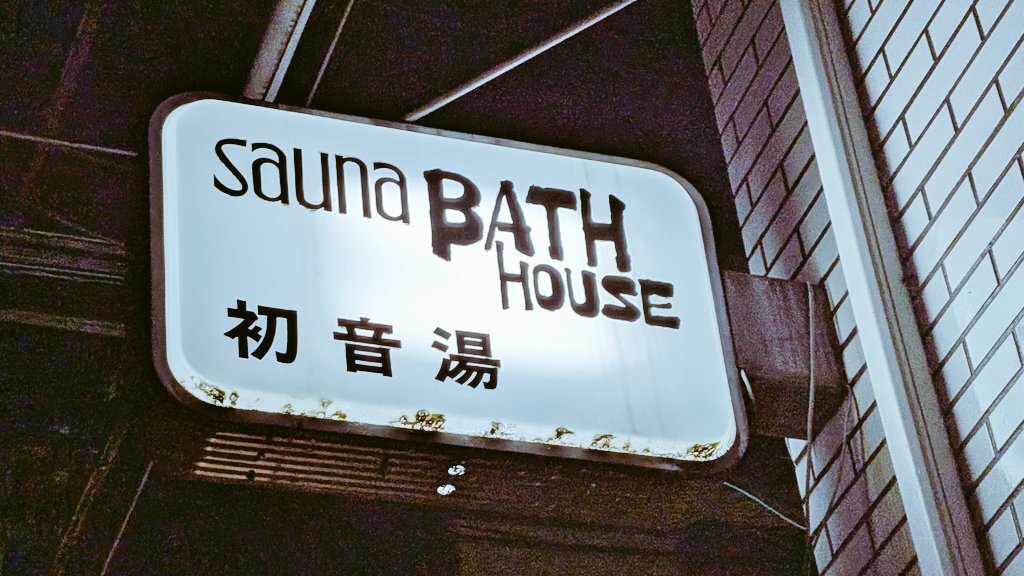 sauna BATH
HOUSE
初音湯